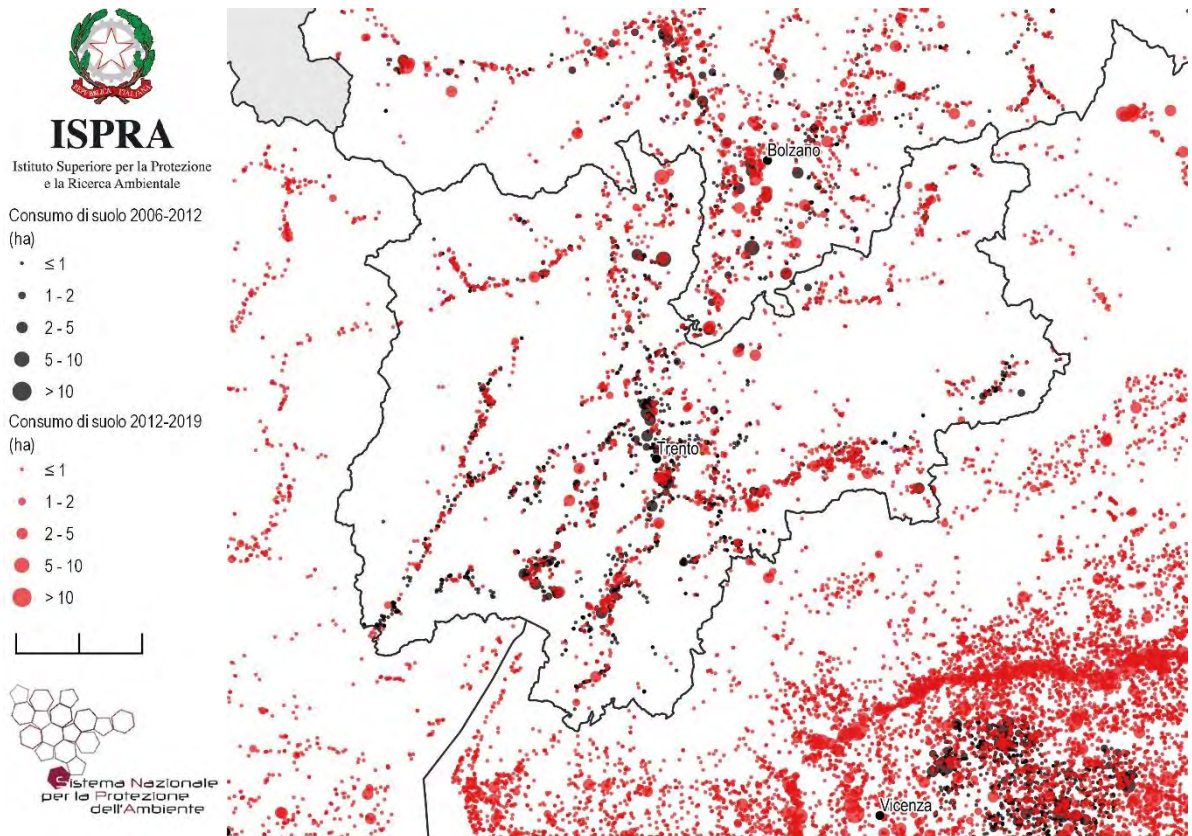 REPVBBLICA ITALIANA
ISPRA
Istituto Superiore per la Protezione
e la Ricerca Ambientale
Consumo di suolo 2006-2012
(ha)
≤ 1
1 - 2
2 - 5
5 - 10
> 10
Consumo di suolo 2012-2019
(ha)
≤ 1
1 - 2
2 - 5
5 - 10
> 10
Sistema Nazionale
per la Protezione
dell'Ambiente
Bolzano
Trento
Vicenza